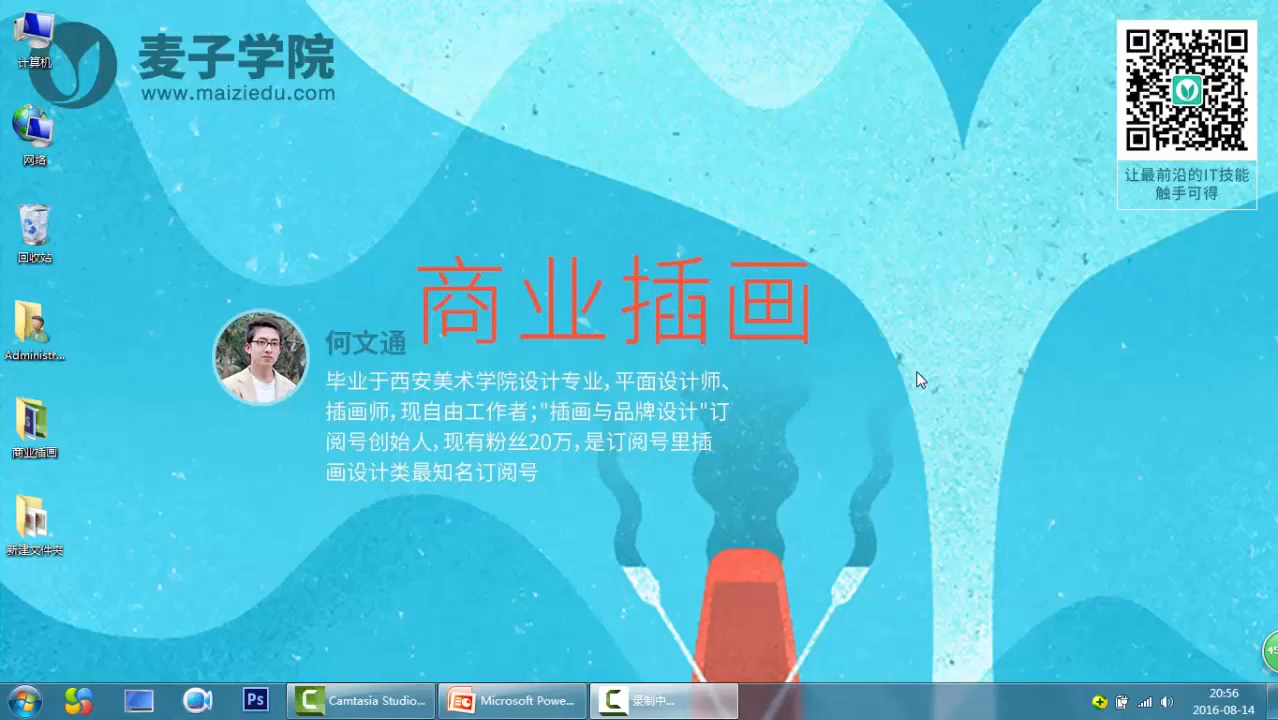 麦子学院
www.maiziedu.com
让最前沿的IT技能
触手可得
计算机
网络
回收站
Administr...
商业插画
新建文件夹
商业插画
何文通
毕业于西安美术学院设计专业,平面设计师、
插画师,现自由工作者;"插画与品牌设计"订
阅号创始人,现有粉丝20万,是订阅号里插
画设计类最知名订阅号
Ps
Camtasia Studio...
Microsoft Powe...
录制中...
20:56
2016-08-14